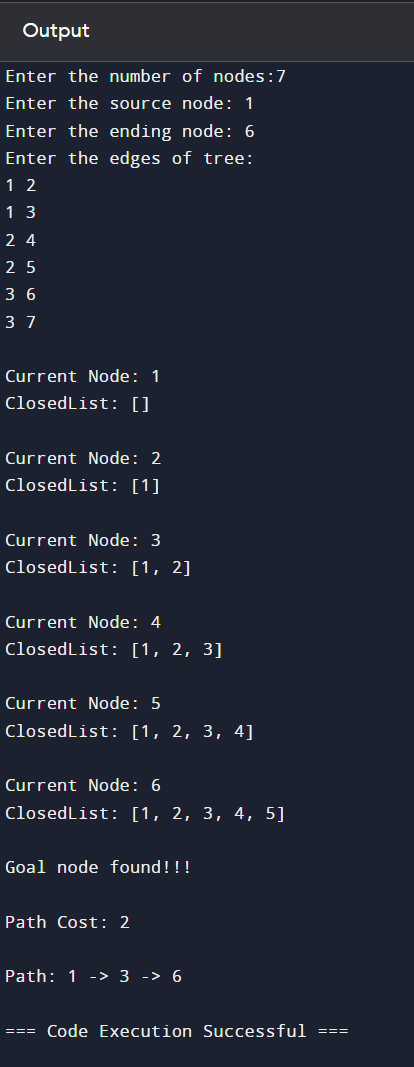 Output
Enter the number of nodes:7
Enter the source node: 1
Enter the ending node: 6
Enter the edges of tree:
1 2
1 3
2 4
2 5
3 6
3 7
Current Node: 1
ClosedList: []
Current Node: 2
ClosedList: [1]
Current Node: 3
ClosedList: [1, 2]
Current Node: 4
ClosedList: [1, 2, 3]
Current Node: 5
ClosedList: [1, 2, 3, 4]
Current Node: 6
ClosedList: [1, 2, 3, 4, 5]
Goal node found!!!
Path Cost: 2
Path: 1 -> 3 -> 6
=== Code Execution Successful ===